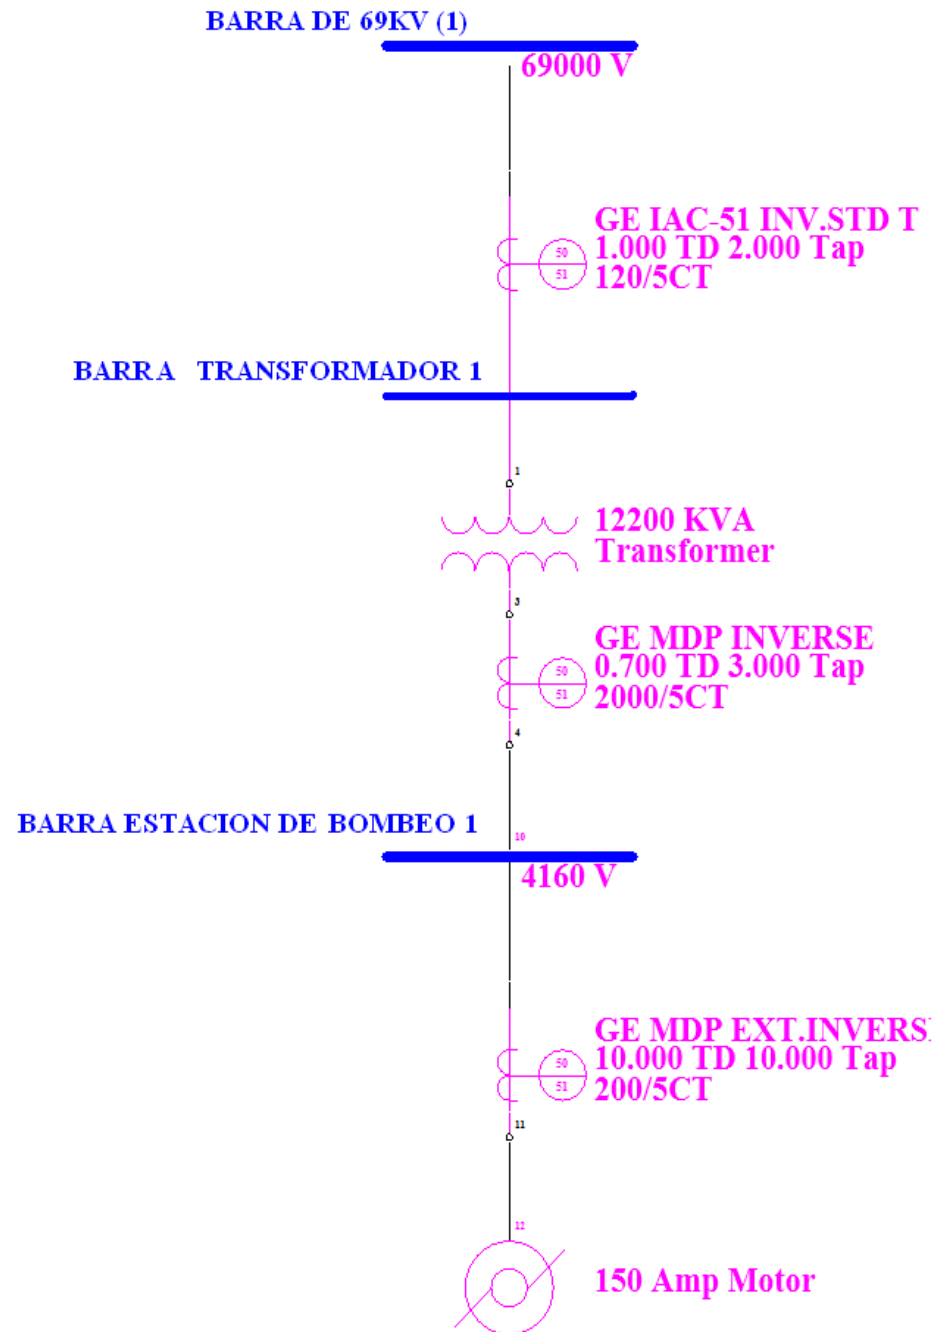 BARRA DE 69KV (1)
69000 V
GE IAC-51 INV.STD T
50
1.000 TD 2.000 Tap
51
120/5CT
BARRA TRANSFORMADOR 1
1
12200 KVA
Transformer
3
GE MDP INVERSE
50
0.700 TD 3.000 Tap
51
2000/5CT
4
BARRA ESTACION DE BOMBEO 1
10
4160 V
GE MDP EXT.INVERS
50
10.000 TD 10.000 Tap
51
200/5CT
11
12
150 Amp Motor